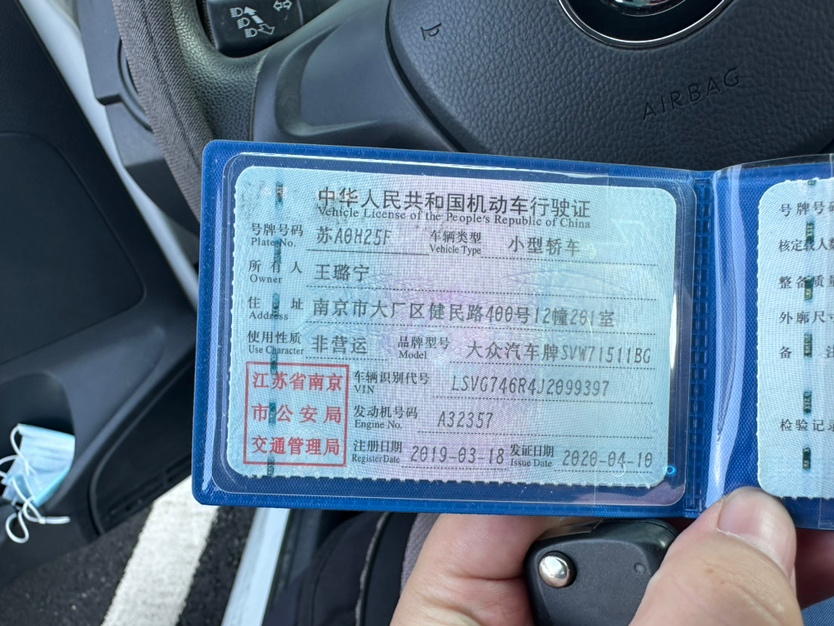 AIRBAG
中华人民共和国机动车行驶证
Vehicle License of the People's Republic of China
号牌号码 苏A0H25F 车辆类型 小型轿车
Plate No. Vehicle Type
所有人 王璐宁
Owner
住址 南京市大厂区健民路400号12幢201室
Address
使用性质 非营运 品牌型号 大众汽车牌SVW71511BG
Use Character Model
江苏省南京
市公安局
交通管理局
车辆识别代号 LSVG746R4J2099397
VIN
发动机号码 A32357
Engine No.
注册日期 2019-03-18 发证日期 2020-04-10
Register Date Issue Date
号牌号码
核定载人数
整备质量
外廓尺寸
备注
检验记录